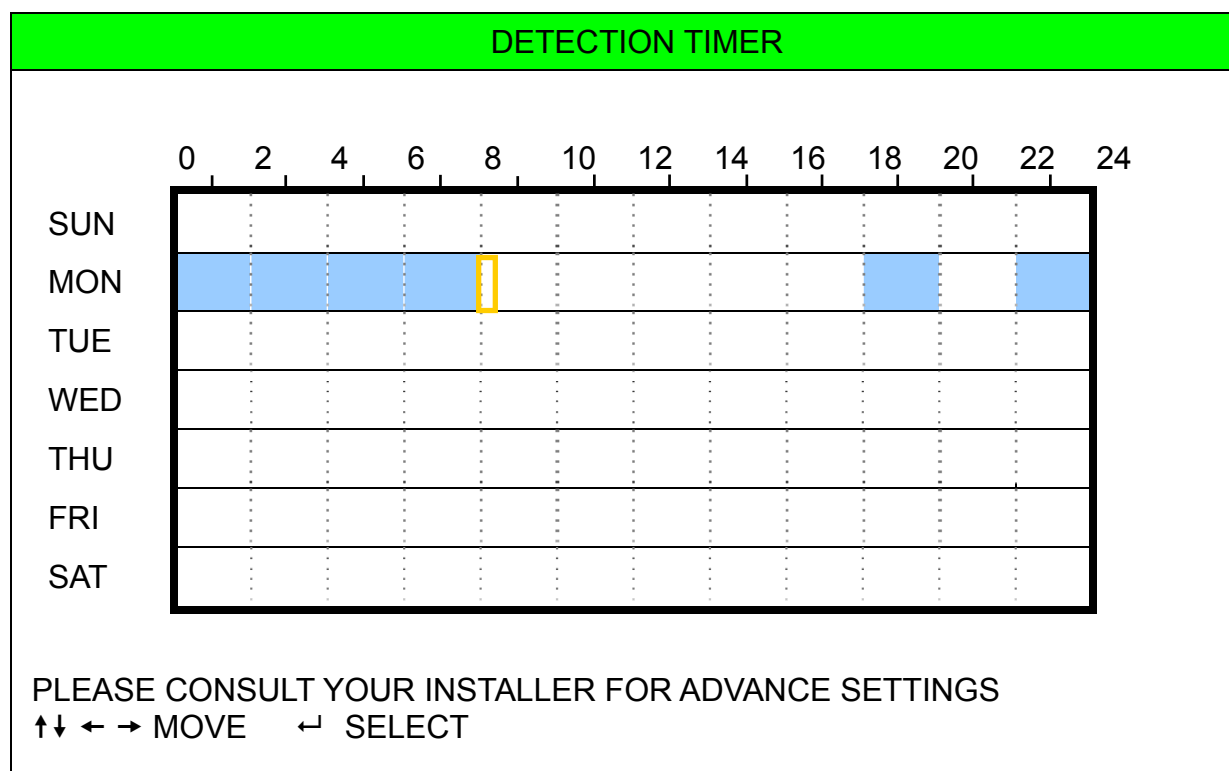 DETECTION TIMER
0 2 4 6 8 10 12 14 16 18 20 22 24
SUN
MON
TUE
WED
THU
FRI
SAT
PLEASE CONSULT YOUR INSTALLER FOR ADVANCE SETTINGS
↑↓ ← → MOVE ↵ SELECT